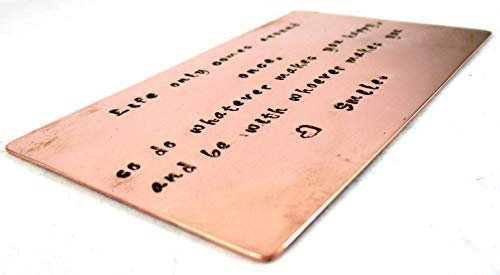 Life only comes around
once,
so do whatever makes you happy,
and be with whoever makes you
♡ Smile.